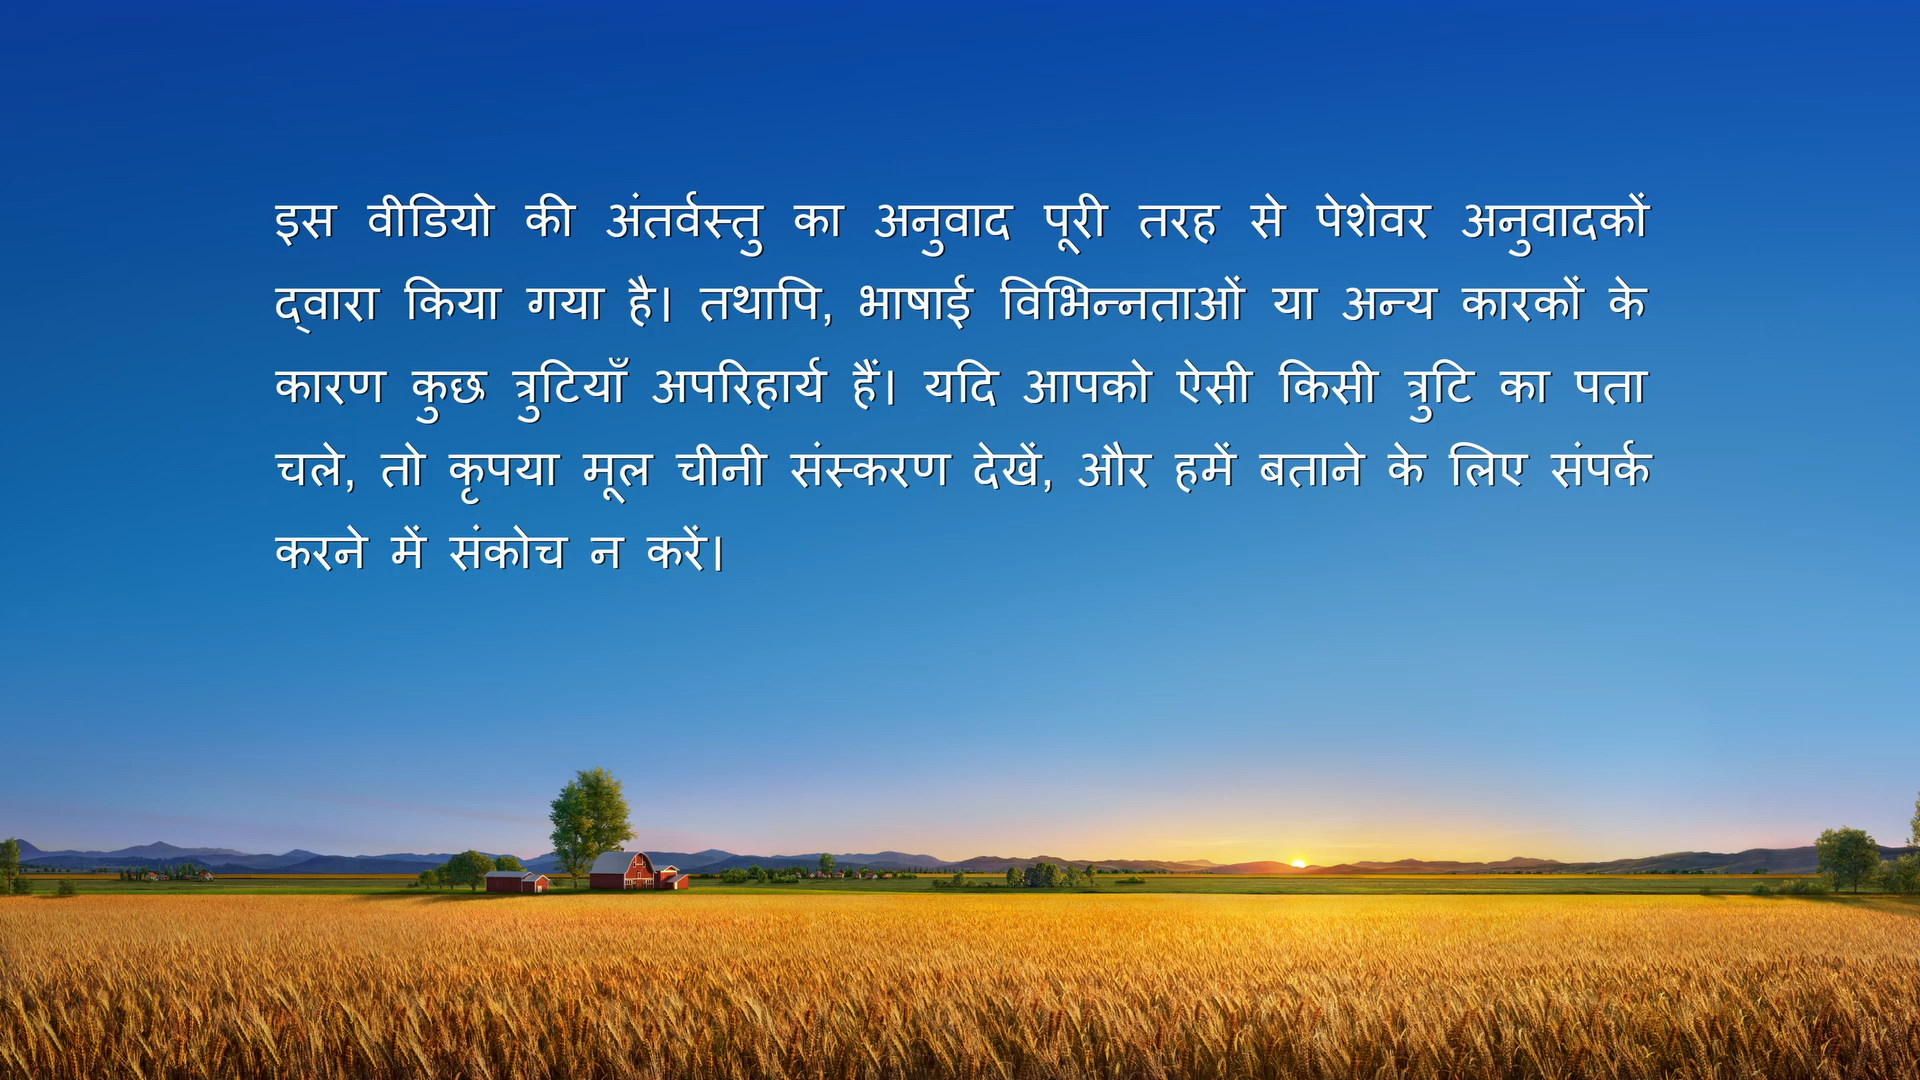 इस वीडियो की अंतर्वस्तु का अनुवाद पूरी तरह से पेशेवर अनुवादकों
द्वारा किया गया है। तथापि, भाषाई विभिन्नताओं या अन्य कारकों के
कारण कुछ त्रुटियाँ अपरिहार्य हैं। यदि आपको ऐसी किसी त्रुटि का पता
चले, तो कृपया मूल चीनी संस्करण देखें, और हमें बताने के लिए संपर्क
करने में संकोच न करें।